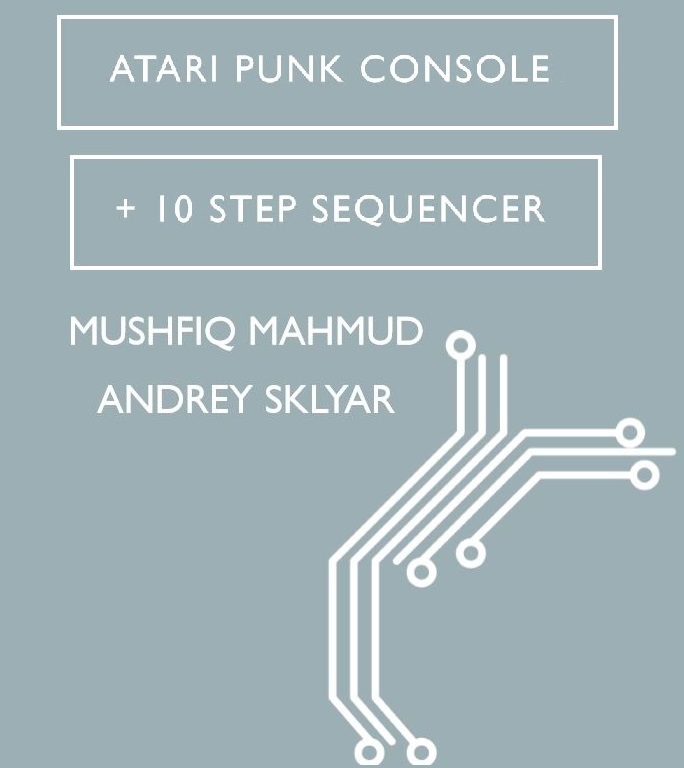 ATARI PUNK CONSOLE
+ 10 STEP SEQUENCER
MUSHFIQ MAHMUD
ANDREY SKLYAR